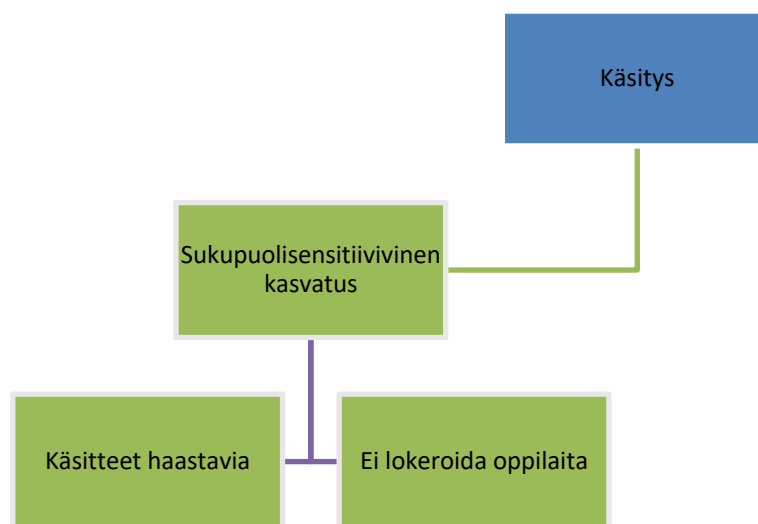 Käsitys
Sukupuolisensitiivivinen
kasvatus
Käsitteet haastavia
Ei lokeroida oppilaita